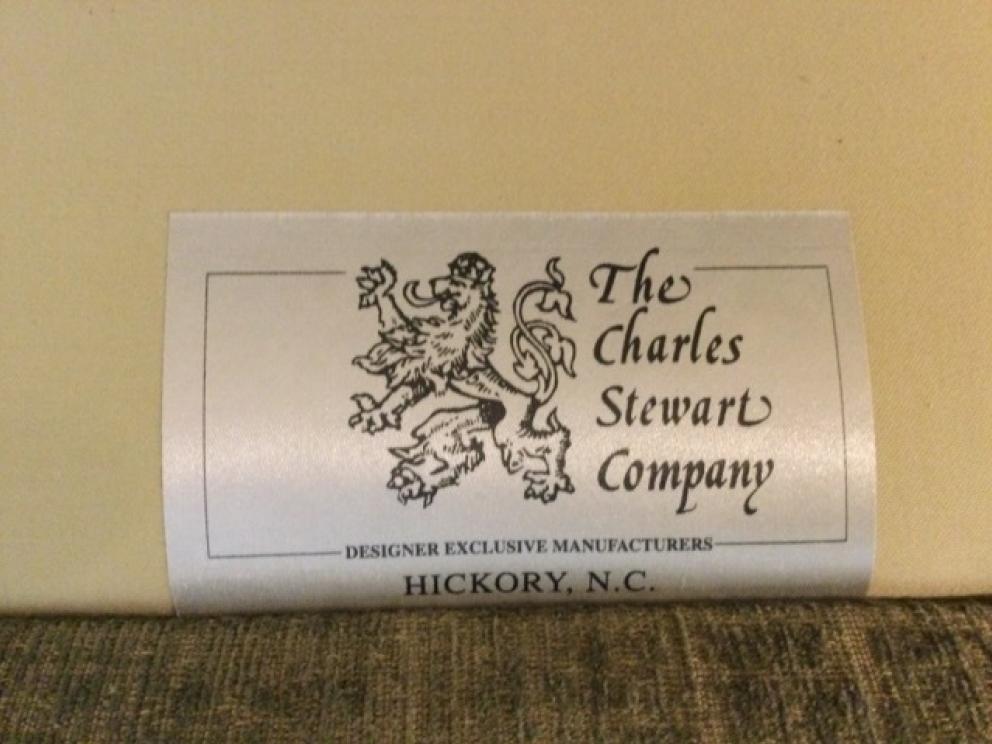 The
Charles
Stewart
Company
DESIGNER EXCLUSIVE MANUFACTURERS
HICKORY, N.C.